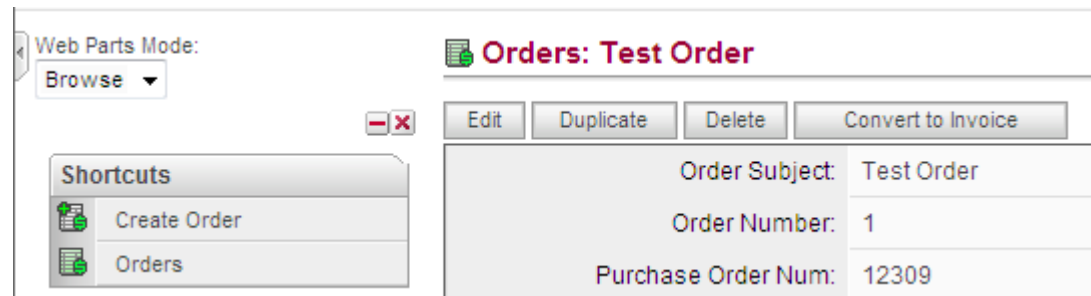 Web Parts Mode:
Browse
Shortcuts
Create Order
Orders
Orders: Test Order
Edit Duplicate Delete Convert to Invoice
Order Subject: Test Order
Order Number: 1
Purchase Order Num: 12309